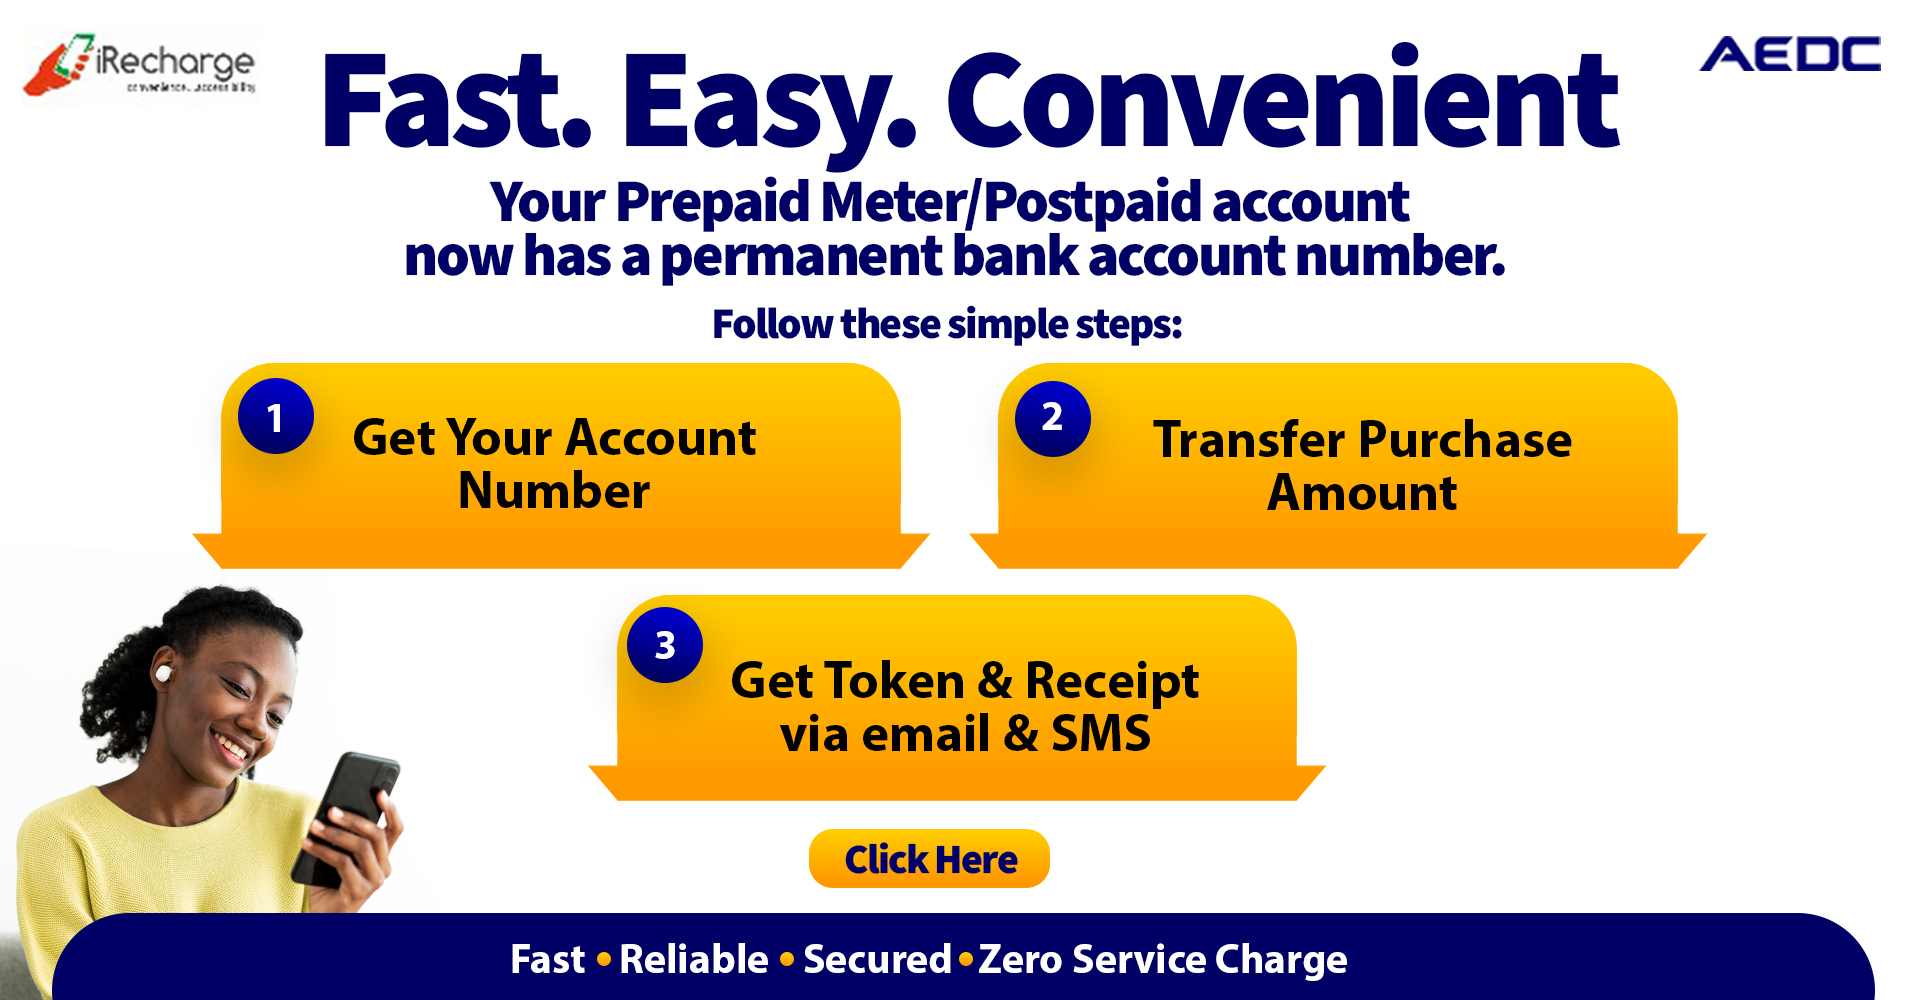 iRecharge
AEDC
Fast. Easy. Convenient
Your Prepaid Meter/Postpaid account
now has a permanent bank account number.
Follow these simple steps:
1
Get Your Account
Number
2
Transfer Purchase
Amount
3
Get Token & Receipt
via email & SMS
Click Here
Fast • Reliable • Secured • Zero Service Charge